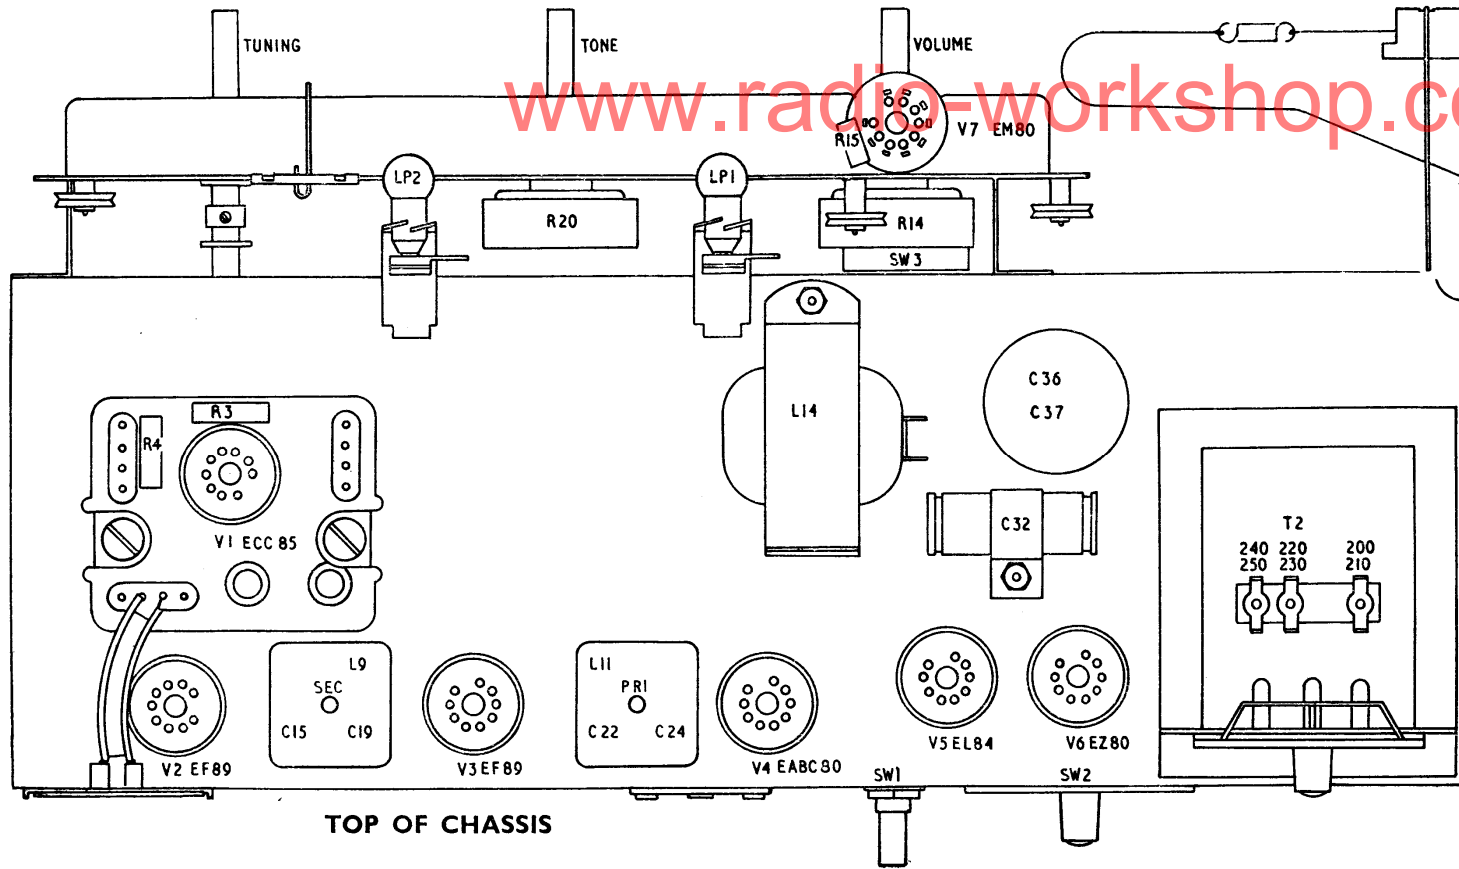 TUNING
TONE
VOLUME
www.radio-workshop.co
R15
V7 EM80
LP2
LP1
R20
R14
SW3
C36
C37
L14
R3
R4
C32
T2
240 220 200
250 230 210
V1 ECC85
L9
SEC
C15 C19
L11
PRI
C22 C24
V2 EF89
V3 EF89
V4 EABC80
V5 EL84
V6 EZ80
SW1
SW2
TOP OF CHASSIS